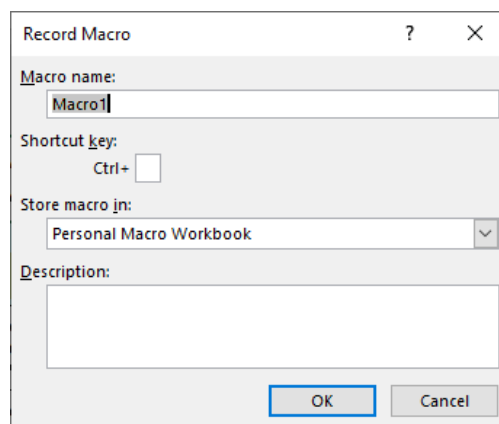 Record Macro ?
Macro name:
Macro1
Shortcut key:
Ctrl+
Store macro in:
Personal Macro Workbook
Description:
OK Cancel